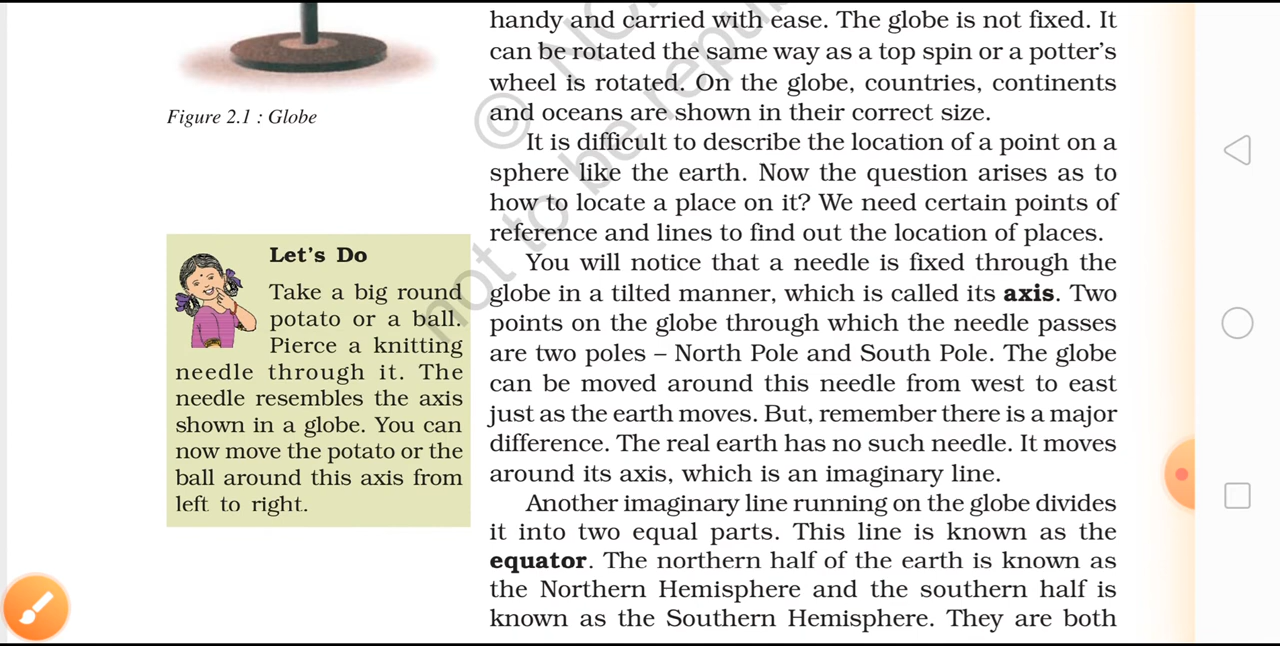 Figure 2.1 : Globe
Let's Do
Take a big round
potato or a ball.
Pierce a knitting
needle through it. The
needle resembles the axis
shown in a globe. You can
now move the potato or the
ball around this axis from
left to right.
handy and carried with ease. The globe is not fixed. It
can be rotated the same way as a top spin or a potter's
wheel is rotated. On the globe, countries, continents
and oceans are shown in their correct size.
It is difficult to describe the location of a point on a
sphere like the earth. Now the question arises as to
how to locate a place on it? We need certain points of
reference and lines to find out the location of places.
You will notice that a needle is fixed through the
globe in a tilted manner, which is called its axis. Two
points on the globe through which the needle passes
are two poles – North Pole and South Pole. The globe
can be moved around this needle from west to east
just as the earth moves. But, remember there is a major
difference. The real earth has no such needle. It moves
around its axis, which is an imaginary line.
Another imaginary line running on the globe divides
it into two equal parts. This line is known as the
equator. The northern half of the earth is known as
the Northern Hemisphere and the southern half is
known as the Southern Hemisphere. They are both
©
not to be